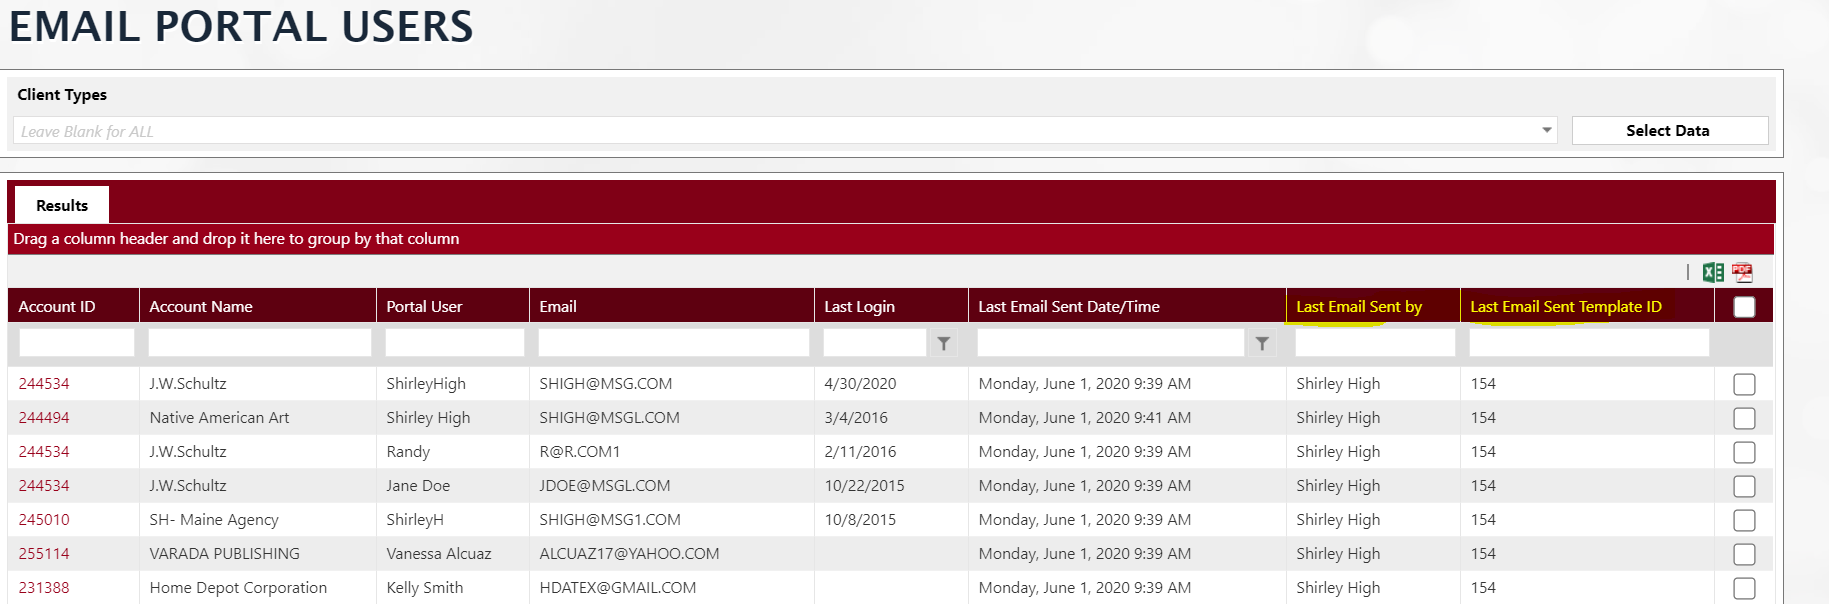 EMAIL PORTAL USERS
Client Types
Leave Blank for ALL
Select Data
Results
Drag a column header and drop it here to group by that column
PDF
Account ID Account Name Portal User Email Last Login Last Email Sent Date/Time Last Email Sent by Last Email Sent Template ID
244534 J.W.Schultz ShirleyHigh SHIGH@MSG.COM 4/30/2020 Monday, June 1, 2020 9:39 AM Shirley High 154
244494 Native American Art Shirley High SHIGH@MSGL.COM 3/4/2016 Monday, June 1, 2020 9:41 AM Shirley High 154
244534 J.W.Schultz Randy R@R.COM1 2/11/2016 Monday, June 1, 2020 9:39 AM Shirley High 154
244534 J.W.Schultz Jane Doe JDOE@MSGL.COM 10/22/2015 Monday, June 1, 2020 9:39 AM Shirley High 154
245010 SH- Maine Agency ShirleyH SHIGH@MSG1.COM 10/8/2015 Monday, June 1, 2020 9:39 AM Shirley High 154
255114 VARADA PUBLISHING Vanessa Alcuaz ALCUAZ17@YAHOO.COM Monday, June 1, 2020 9:39 AM Shirley High 154
231388 Home Depot Corporation Kelly Smith HDATEX@GMAIL.COM Monday, June 1, 2020 9:39 AM Shirley High 154